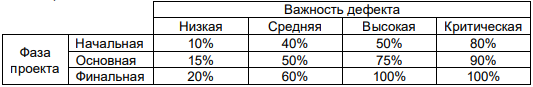 Важность дефекта
Низкая Средняя Высокая Критическая
Фаза проекта Начальная 10% 40% 50% 80%
Основная 15% 50% 75% 90%
Финальная 20% 60% 100% 100%